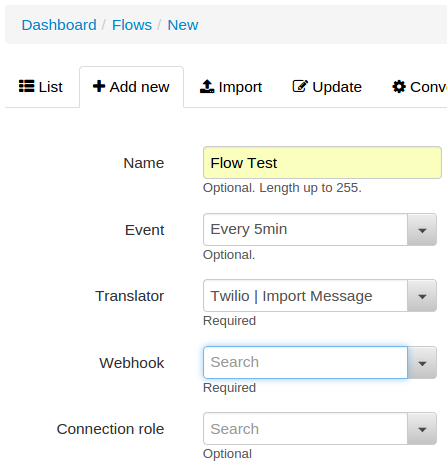 Dashboard / Flows / New
List Add new Import Update Conv
Name Flow Test
Optional. Length up to 255.
Event Every 5min
Optional.
Translator Twilio | Import Message
Required
Webhook Search
Required
Connection role Search
Optional